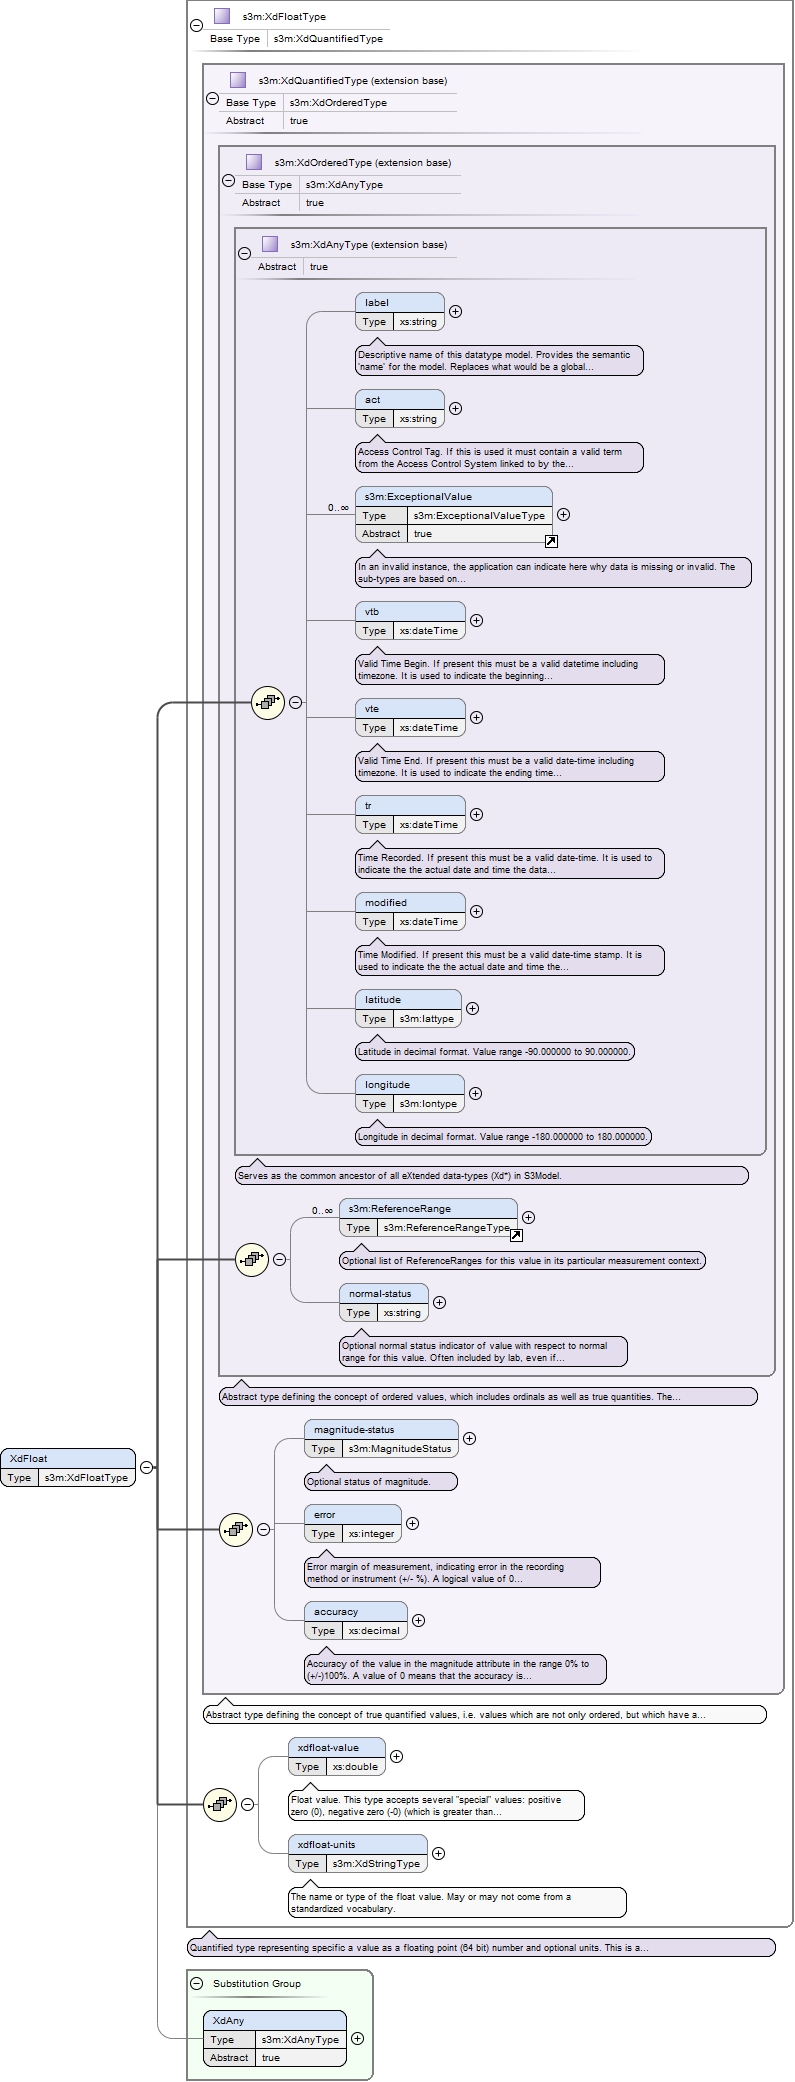 s3m:XdFloatType
Base Type s3m:XdQuantifiedType
s3m:XdQuantifiedType (extension base)
Base Type s3m:XdOrderedType
Abstract true
s3m:XdOrderedType (extension base)
Base Type s3m:XdAnyType
Abstract true
s3m:XdAnyType (extension base)
Abstract true
label
Type xs:string
Descriptive name of this datatype model. Provides the semantic
'name' for the model. Replaces what would be a global...
act
Type xs:string
Access Control Tag. If this is used it must contain a valid term
from the Access Control System linked to by the...
0..∞
s3m:ExceptionalValue
Type s3m:ExceptionalValueType
Abstract true
In an invalid instance, the application can indicate here why data is missing or invalid. The
sub-types are based on...
vtb
Type xs:dateTime
Valid Time Begin. If present this must be a valid datetime including
timezone. It is used to indicate the beginning...
vte
Type xs:dateTime
Valid Time End. If present this must be a valid date-time including
timezone. It is used to indicate the ending time...
tr
Type xs:dateTime
Time Recorded. If present this must be a valid date-time. It is used to
indicate the the actual date and time the data...
modified
Type xs:dateTime
Time Modified. If present this must be a valid date-time stamp. It is
used to indicate the the actual date and time the...
latitude
Type s3m:lattype
Latitude in decimal format. Value range -90.000000 to 90.000000.
longitude
Type s3m:lontype
Longitude in decimal format. Value range -180.000000 to 180.000000.
Serves as the common ancestor of all eXtended data-types (Xd*) in S3Model.
0..∞
s3m:ReferenceRange
Type s3m:ReferenceRangeType
Optional list of ReferenceRanges for this value in its particular measurement context.
normal-status
Type xs:string
Optional normal status indicator of value with respect to normal
range for this value. Often included by lab, even if...
Abstract type defining the concept of ordered values, which includes ordinals as well as true quantities. The...
magnitude-status
Type s3m:MagnitudeStatus
Optional status of magnitude.
XdFloat
Type s3m:XdFloatType
error
Type xs:integer
Error margin of measurement, indicating error in the recording
method or instrument (+/- %). A logical value of 0...
accuracy
Type xs:decimal
Accuracy of the value in the magnitude attribute in the range 0% to
(+/-)100%. A value of 0 means that the accuracy is...
Abstract type defining the concept of true quantified values, i.e. values which are not only ordered, but which have a...
xdfloat-value
Type xs:double
Float value. This type accepts several "special" values: positive
zero (0), negative zero (-0) (which is greater than...
xdfloat-units
Type s3m:XdStringType
The name or type of the float value. May or may not come from a
standardized vocabulary.
Quantified type representing specific a value as a floating point (64 bit) number and optional units. This is a...
Substitution Group
XdAny
Type s3m:XdAnyType
Abstract true